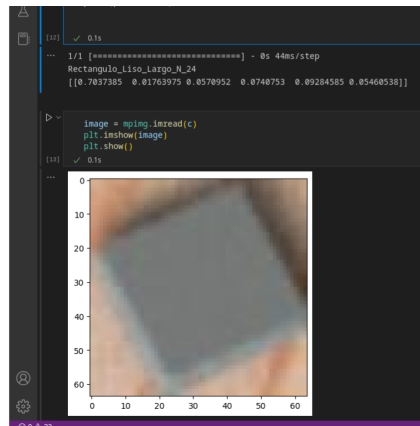 [12] ✓ 0.1s
... 1/1 [==============================] - 0s 44ms/step
Rectangulo_Liso_Largo_N_24
[[0.7037385  0.01763975 0.0570952  0.0740753  0.09284585 0.05460538]]
image = mpimg.imread(c)
plt.imshow(image)
plt.show()
[13] ✓ 0.1s
...
0
10
20
30
40
50
60
0 10 20 30 40 50 60